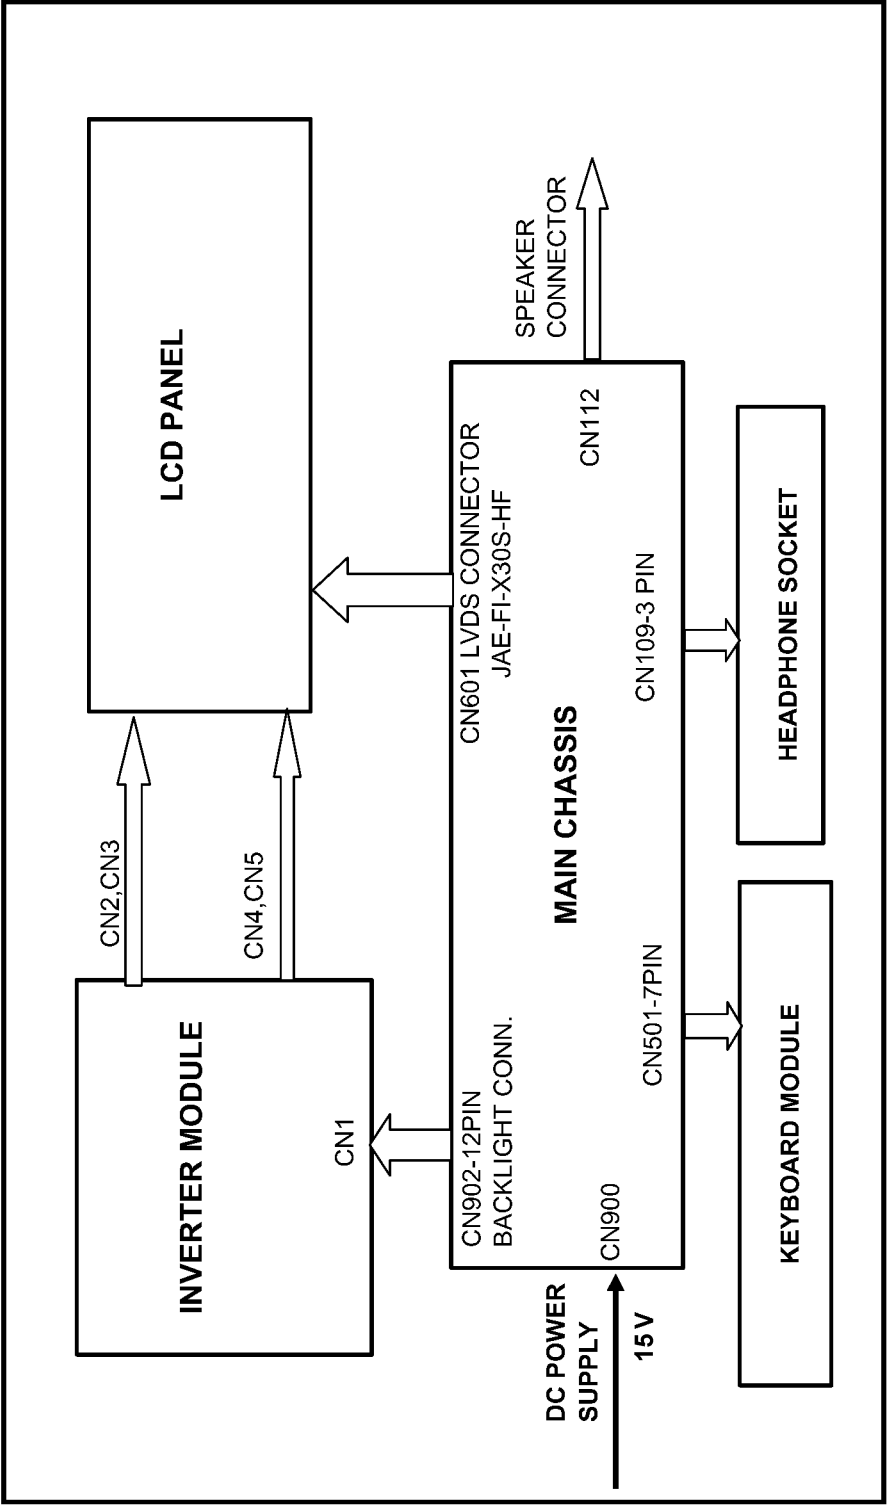 INVERTER MODULE
CN1
CN2,CN3
CN4,CN5
LCD PANEL
CN902-12PIN
BACKLIGHT CONN.
CN601 LVDS CONNECTOR
JAE-FI-X30S-HF
MAIN CHASSIS
CN900
CN501-7PIN
CN109-3 PIN
CN112
DC POWER
SUPPLY
15 V
SPEAKER
CONNECTOR
KEYBOARD MODULE
HEADPHONE SOCKET